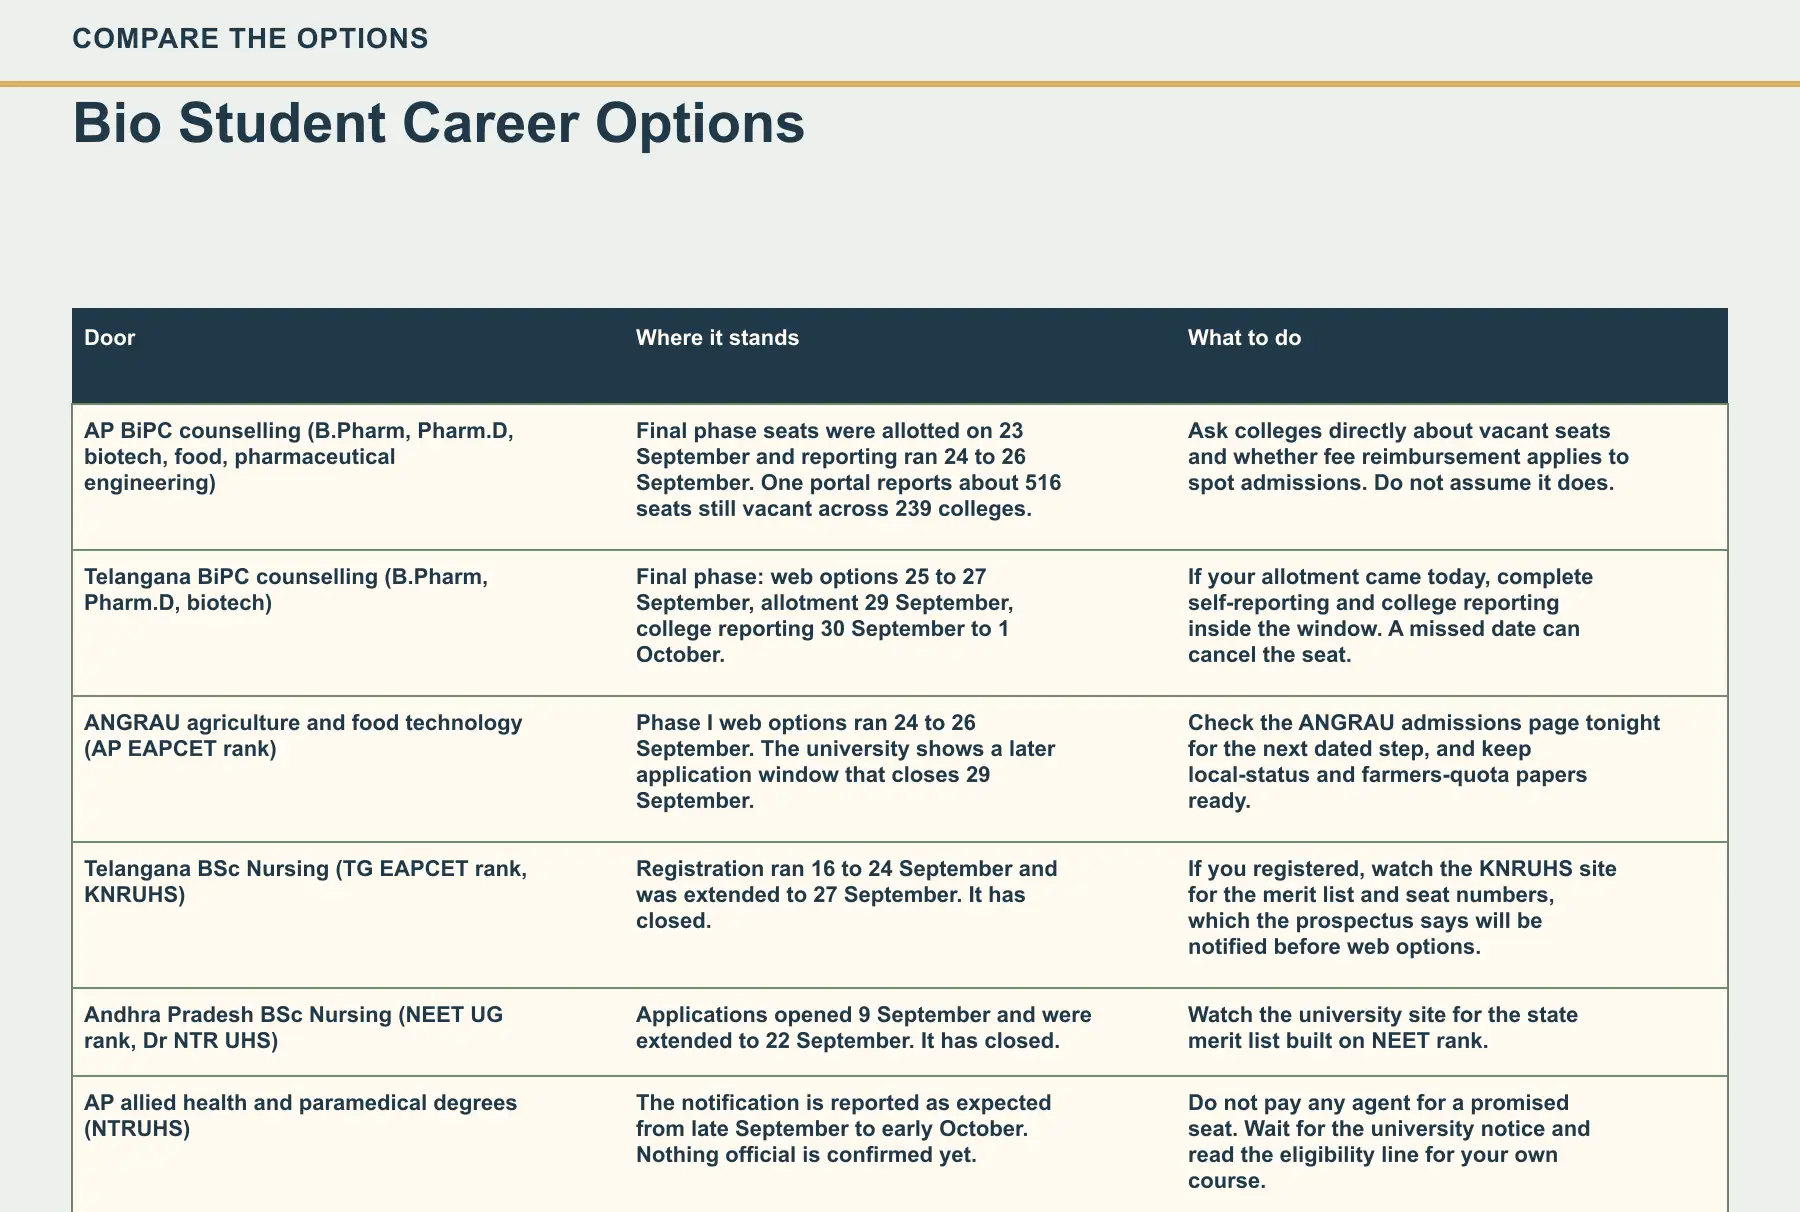 COMPARE THE OPTIONS
Bio Student Career Options
Door
Where it stands
What to do
AP BiPC counselling (B.Pharm, Pharm.D,
biotech, food, pharmaceutical
engineering)
Final phase seats were allotted on 23
September and reporting ran 24 to 26
September. One portal reports about 516
seats still vacant across 239 colleges.
Ask colleges directly about vacant seats
and whether fee reimbursement applies to
spot admissions. Do not assume it does.
Telangana BiPC counselling (B.Pharm,
Pharm.D, biotech)
Final phase: web options 25 to 27
September, allotment 29 September,
college reporting 30 September to 1
October.
If your allotment came today, complete
self-reporting and college reporting
inside the window. A missed date can
cancel the seat.
ANGRAU agriculture and food technology
(AP EAPCET rank)
Phase I web options ran 24 to 26
September. The university shows a later
application window that closes 29
September.
Check the ANGRAU admissions page tonight
for the next dated step, and keep
local-status and farmers-quota papers
ready.
Telangana BSc Nursing (TG EAPCET rank,
KNRUHS)
Registration ran 16 to 24 September and
was extended to 27 September. It has
closed.
If you registered, watch the KNRUHS site
for the merit list and seat numbers,
which the prospectus says will be
notified before web options.
Andhra Pradesh BSc Nursing (NEET UG
rank, Dr NTR UHS)
Applications opened 9 September and were
extended to 22 September. It has closed.
Watch the university site for the state
merit list built on NEET rank.
AP allied health and paramedical degrees
(NTRUHS)
The notification is reported as expected
from late September to early October.
Nothing official is confirmed yet.
Do not pay any agent for a promised
seat. Wait for the university notice and
read the eligibility line for your own
course.